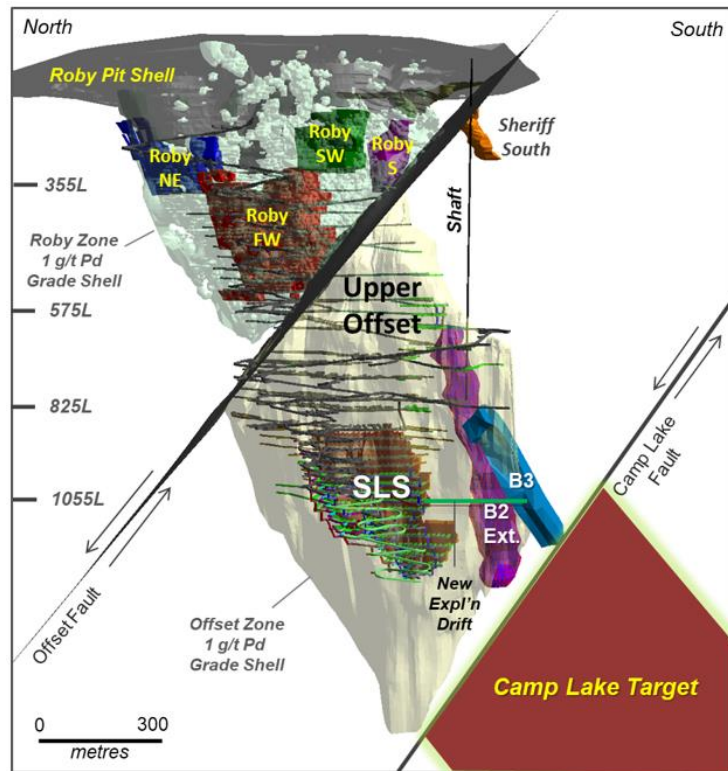 North
South
Roby Pit Shell
Roby
NE
Roby
SW
Roby
S
Sheriff
South
355L
Roby
FW
Shaft
Roby Zone
1 g/t Pd
Grade Shell
Upper
Offset
575L
825L
Camp Lake
Fault
SLS
B3
1055L
B2
Ext.
New
Expl'n
Drift
Offset Fault
Offset Zone
1 g/t Pd
Grade Shell
Camp Lake Target
0 300
metres